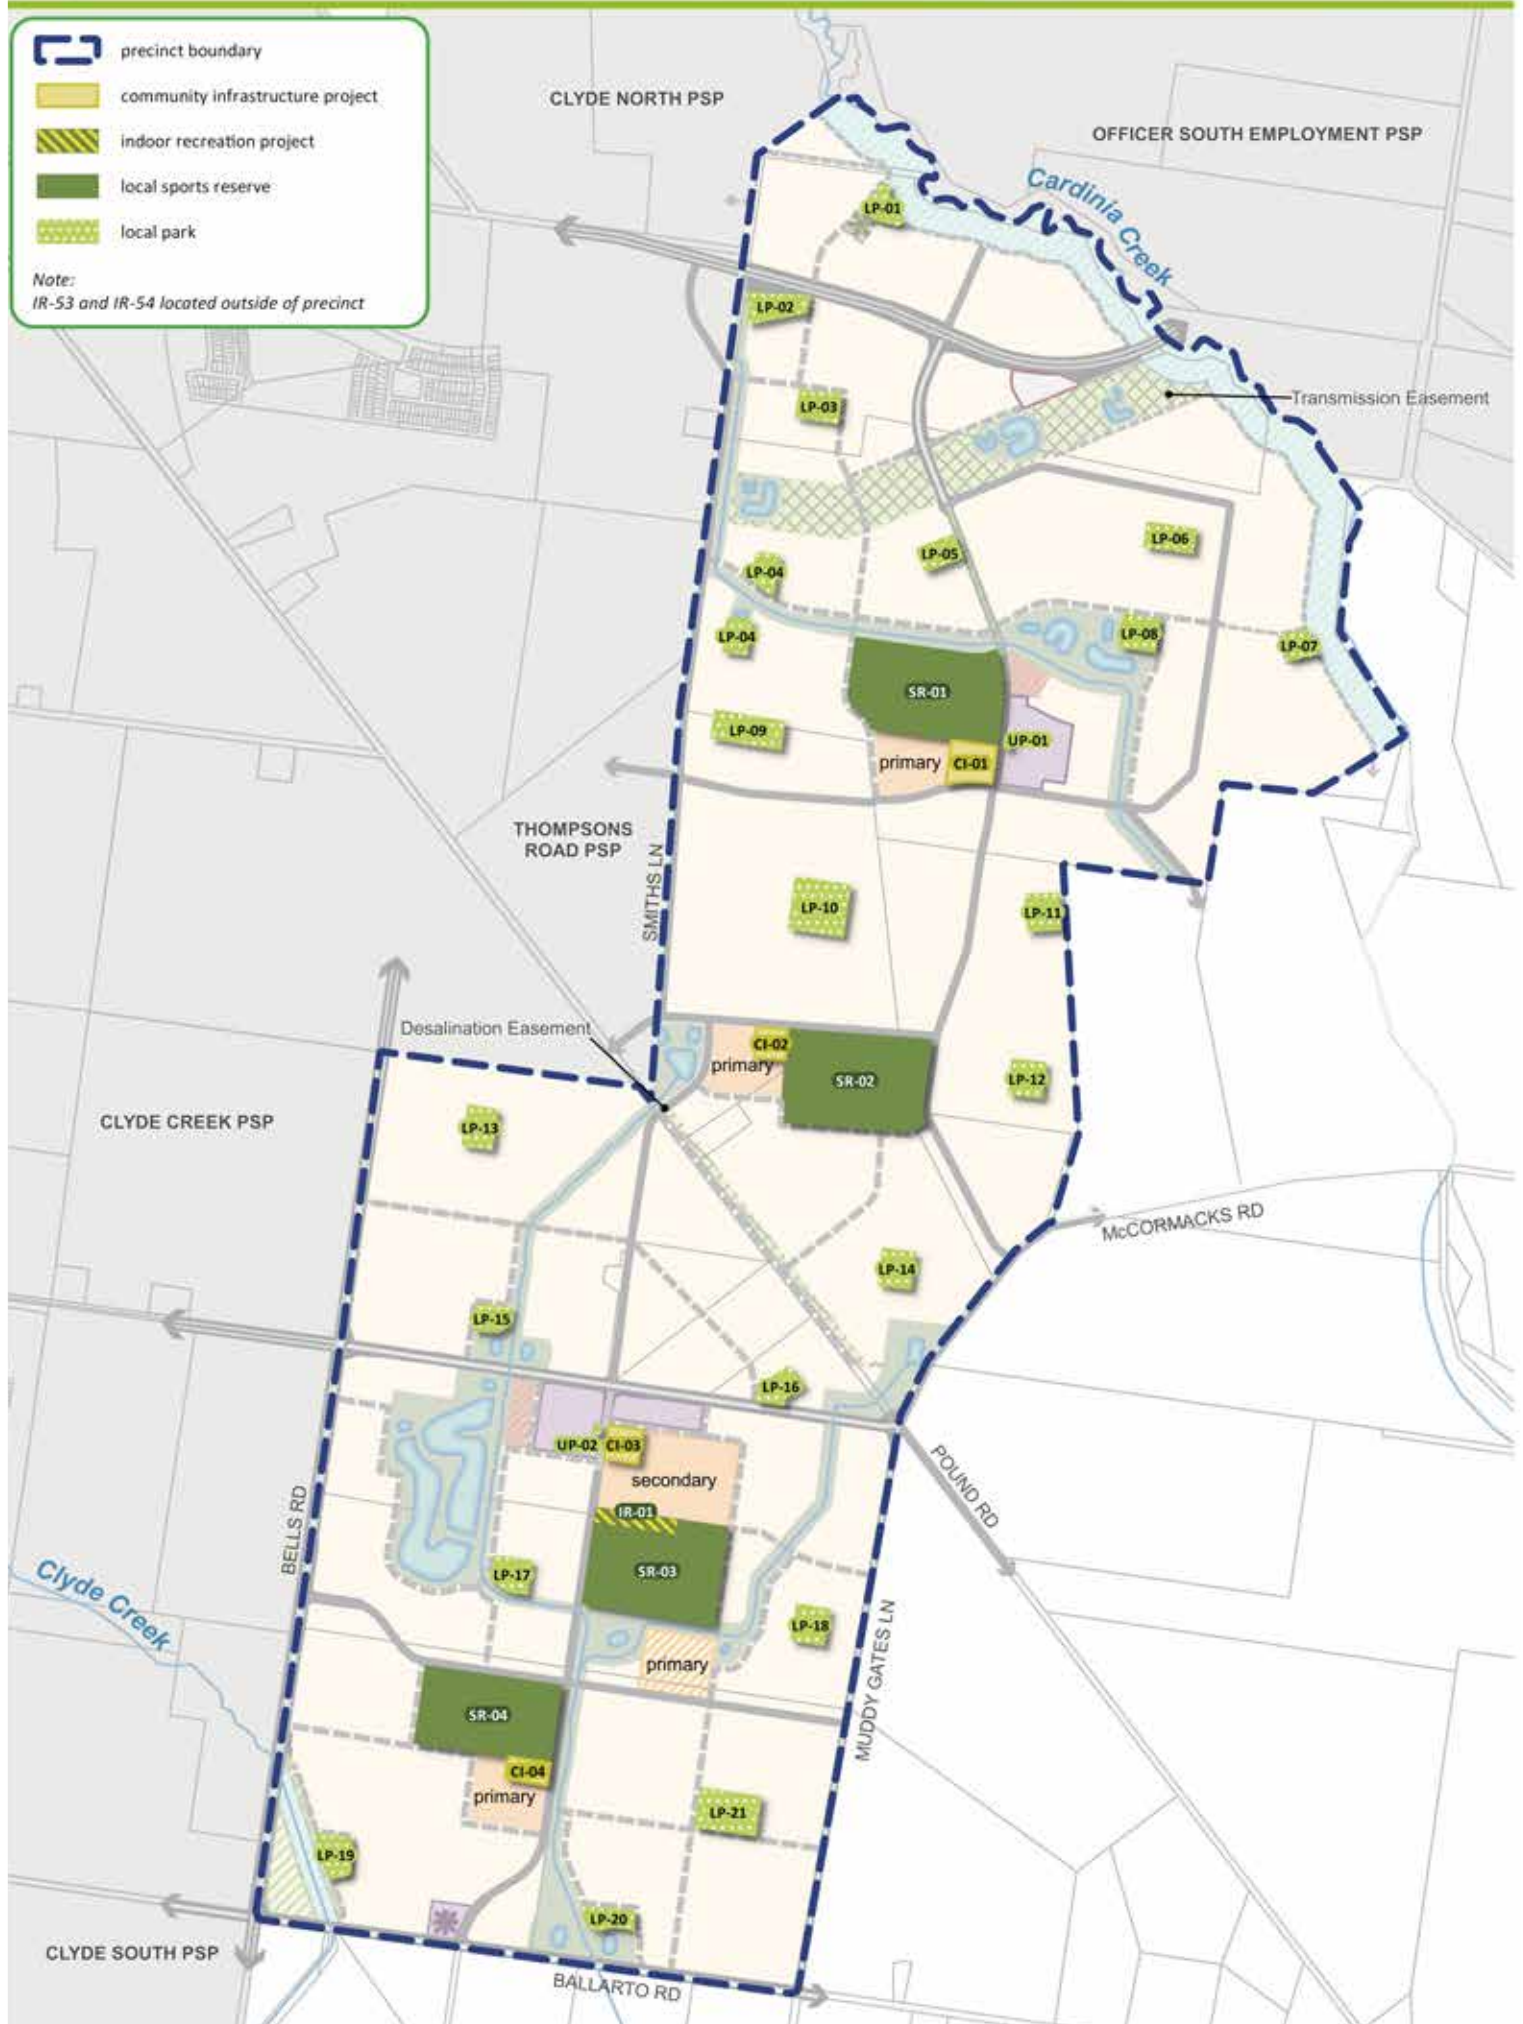 precinct boundary
community infrastructure project
indoor recreation project
local sports reserve
local park
Note:
IR-53 and IR-54 located outside of precinct
CLYDE NORTH PSP
OFFICER SOUTH EMPLOYMENT PSP
Cardinia Creek
LP-01
LP-02
Transmission Easement
LP-03
LP-06
LP-05
LP-04
LP-04
LP-08
LP-07
SR-01
LP-09
UP-01
primary
CI-01
THOMPSONS
ROAD PSP
SMITHS LN
LP-10
LP-11
Desalination Easement
CI-02
primary
SR-02
LP-12
CLYDE CREEK PSP
LP-13
McCORMACKS RD
LP-14
LP-15
LP-16
UP-02
CI-03
secondary
POUND RD
BELLS RD
IR-01
SR-03
LP-17
Clyde Creek
LP-18
MUDDY GATES LN
primary
SR-04
CI-04
primary
LP-21
LP-19
LP-20
CLYDE SOUTH PSP
BALLARTO RD